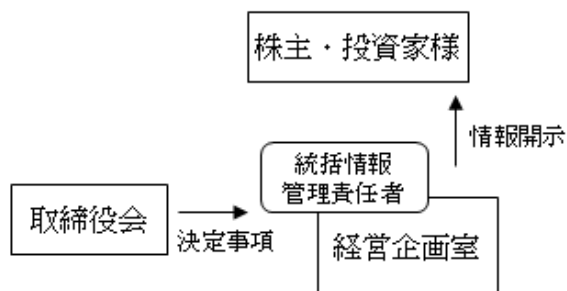 株主・投資家様
情報開示
統括情報
管理責任者
取締役会
決定事項
経営企画室